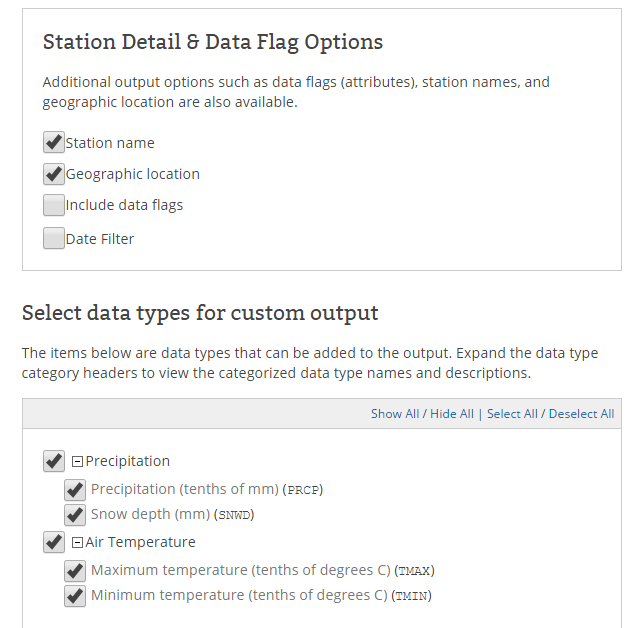 Station Detail & Data Flag Options
Additional output options such as data flags (attributes), station names, and
geographic location are also available.
Station name
Geographic location
Include data flags
Date Filter
Select data types for custom output
The items below are data types that can be added to the output. Expand the data type
category headers to view the categorized data type names and descriptions.
Show All / Hide All | Select All / Deselect All
Precipitation
Precipitation (tenths of mm) (PRCP)
Snow depth (mm) (SNWD)
Air Temperature
Maximum temperature (tenths of degrees C) (TMAX)
Minimum temperature (tenths of degrees C) (TMIN)